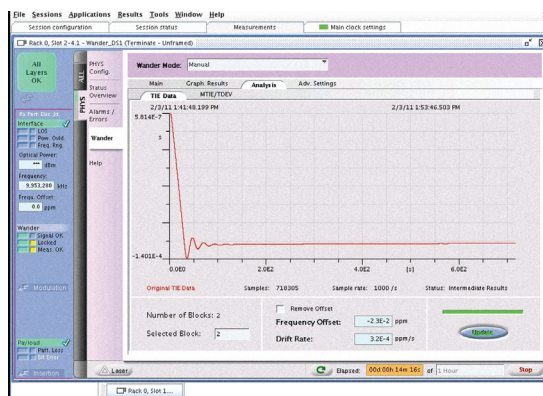 File Sessions Applications Results Tools Window Help
Session configuration Session status Measurements Main clock settings
Rack 0, Slot 2-4.1 - Wander_DS1 (Terminate - Unframed)
All
Layers
OK
ALL
PHYS
PHYS
Config.
Status
Overview
Alarms /
Errors
Wander
Help
Wander Mode: Manual
Main Graph. Results Analysis Adv. Settings
TIE Data MTIE/TDEV
2/3/11 1:41:48.199 PM 2/3/11 1:53:46.503 PM
5.814E-7
s
-1.401E-4
0.0E0 2.0E2 4.0E2 [s] 6.0E2
Original TIE Data Samples: 718305 Sample rate: 1000 /s Status: Intermediate Results
Number of Blocks: 2
Selected Block: 2
Remove Offset
Frequency Offset: -2.3E-2 ppm
Drift Rate: 3.2E-4 ppm/s
Update
Interface
LOS
Pow. Ovld.
Freq. Rng.
Optical Power:
*** dBm
Frequency:
9,953,280 kHz
Frequ. Offset:
0.0 ppm
Wander
Signal OK
Locked
Meas. OK
Modulation
Payload
Patt. Loss
Bit Error
Insertion
Laser
Elapsed: 00d 00h 14m 16s of 1 Hour Stop
Rack 0, Slot 1....